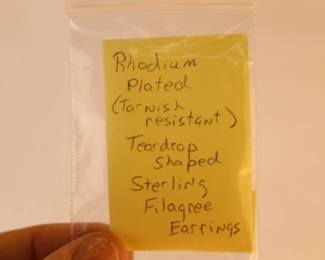 Rhodium
Plated
(Tarnish
resistant)
Teardrop
shaped
Sterling
Filagree
Earrings